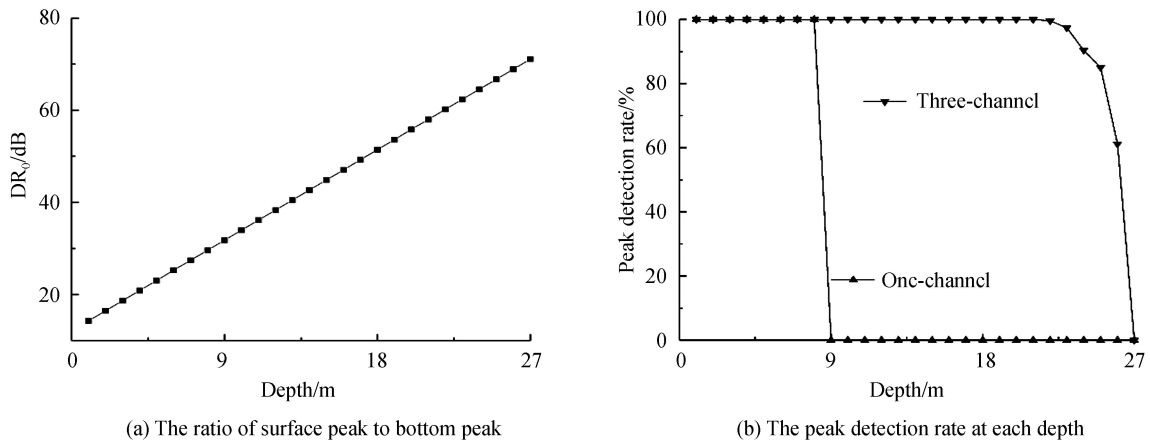 80
60
40
20
DR₀/dB
0
9
18
27
Depth/m
(a) The ratio of surface peak to bottom peak
100
80
60
40
20
0
Peak detection rate/%
Three-channcl
Onc-channcl
0
9
18
27
Depth/m
(b) The peak detection rate at each depth